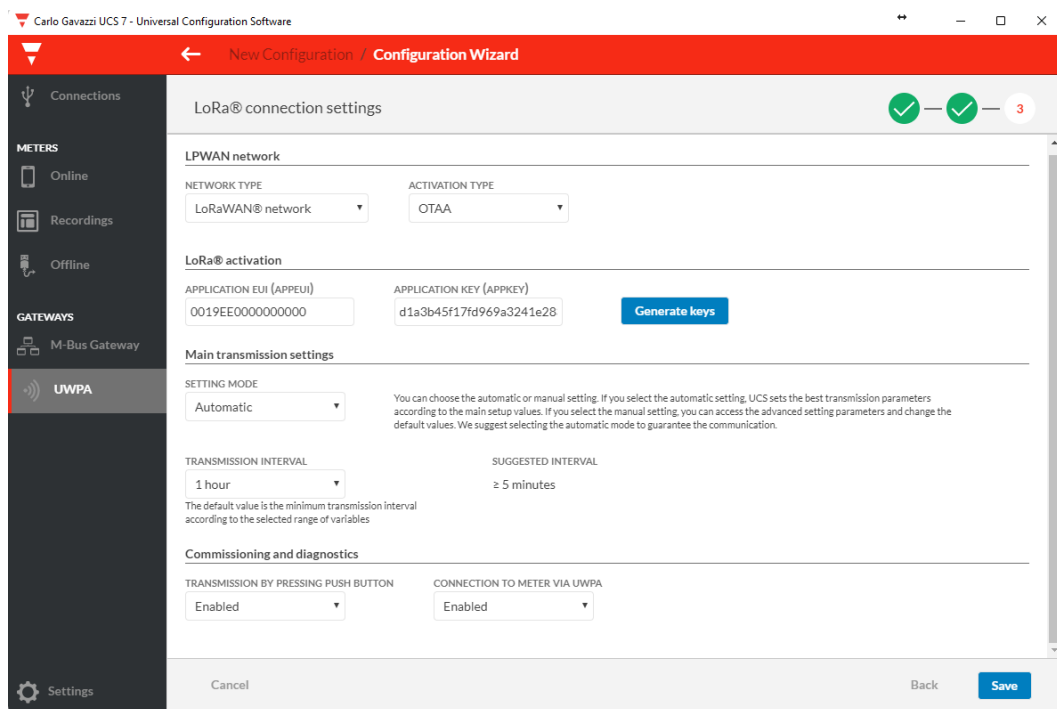 Carlo Gavazzi UCS 7 - Universal Configuration Software
New Configuration / Configuration Wizard
Connections
METERS
Online
Recordings
Offline
GATEWAYS
M-Bus Gateway
UWPA
Settings
LoRa® connection settings
3
LPWAN network
NETWORK TYPE
ACTIVATION TYPE
LoRaWAN® network
OTAA
LoRa® activation
APPLICATION EUI (APPEUI)
APPLICATION KEY (APPKEY)
0019EE0000000000
d1a3b45f17fd969a3241e28
Generate keys
Main transmission settings
SETTING MODE
Automatic
You can choose the automatic or manual setting. If you select the automatic setting, UCS sets the best transmission parameters
according to the main setup values. If you select the manual setting, you can access the advanced setting parameters and change the
default values. We suggest selecting the automatic mode to guarantee the communication.
TRANSMISSION INTERVAL
SUGGESTED INTERVAL
1 hour
≥ 5 minutes
The default value is the minimum transmission interval
according to the selected range of variables
Commissioning and diagnostics
TRANSMISSION BY PRESSING PUSH BUTTON
CONNECTION TO METER VIA UWPA
Enabled
Enabled
Cancel
Back
Save